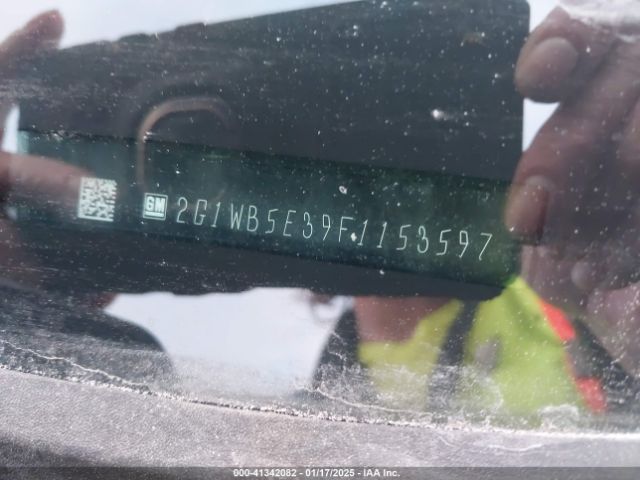 GM 2G1WB5E39F1153597
000-41342082 - 01/17/2025 - IAA Inc.